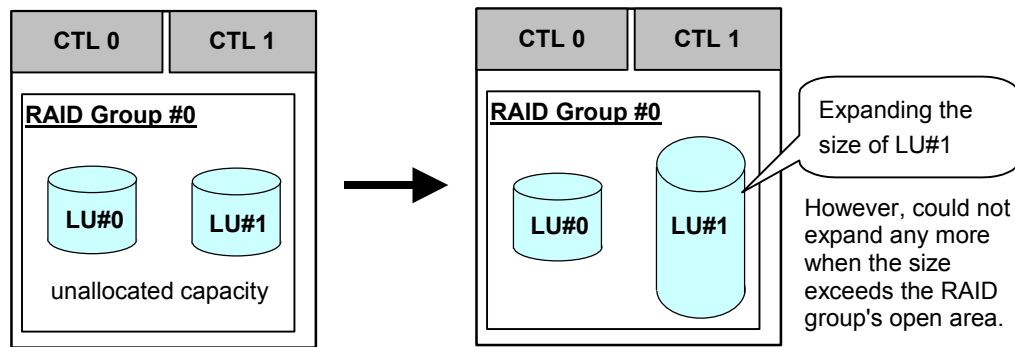 CTL 0
CTL 1
RAID Group #0
LU#0
LU#1
unallocated capacity
CTL 0
CTL 1
RAID Group #0
LU#0
LU#1
Expanding the
size of LU#1
However, could not
expand any more
when the size
exceeds the RAID
group's open area.